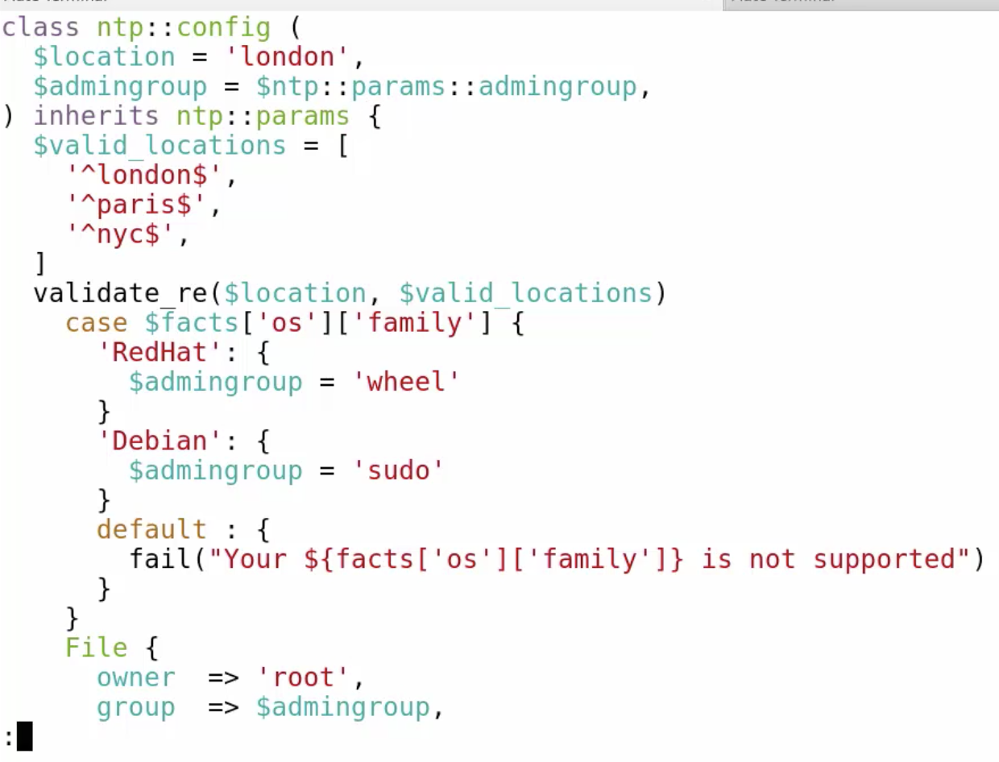 class ntp::config (
  $location = 'london',
  $admingroup = $ntp::params::admingroup,
) inherits ntp::params {
  $valid_locations = [
    '^london$',
    '^paris$',
    '^nyc$',
  ]
  validate_re($location, $valid_locations)
    case $facts['os']['family'] {
      'RedHat': {
        $admingroup = 'wheel'
      }
      'Debian': {
        $admingroup = 'sudo'
      }
      default : {
        fail("Your ${facts['os']['family']} is not supported")
      }
    }
    File {
      owner  => 'root',
      group  => $admingroup,
: